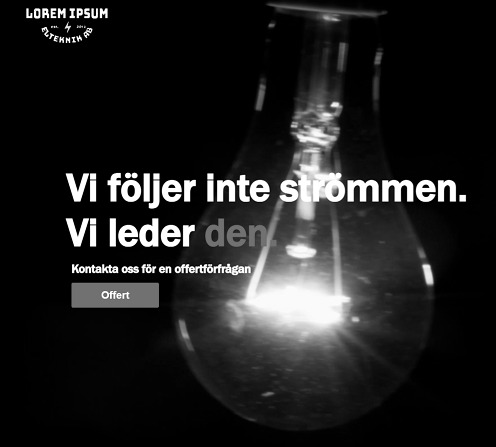 LOREM IPSUM
EST. 2011
ELTEKNIK AB
Vi följer inte strömmen.
Vi leder den.
Kontakta oss för en offertförfrågan
Offert